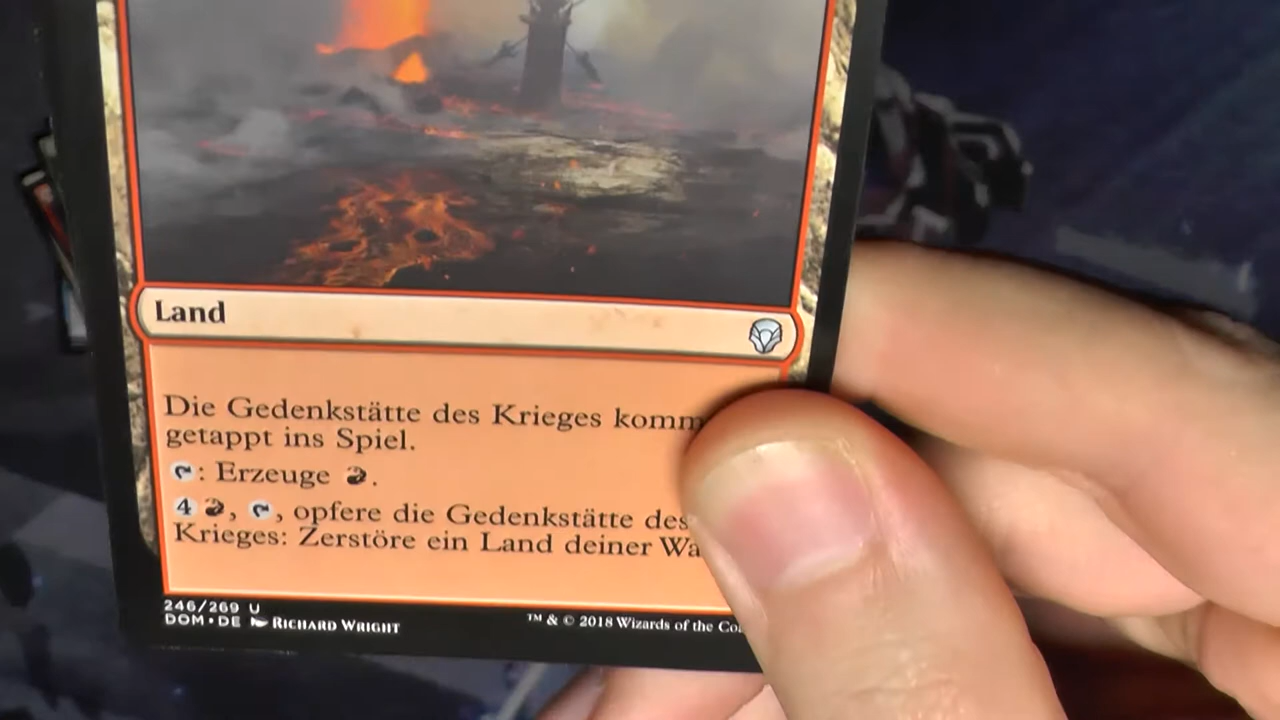 Land
Die Gedenkstätte des Krieges komm
getappt ins Spiel.
: Erzeuge .
4 , , opfere die Gedenkstätte des
Krieges: Zerstöre ein Land deiner Wa
246/269 U
DOM • DE RICHARD WRIGHT
™ & © 2018 Wizards of the Co